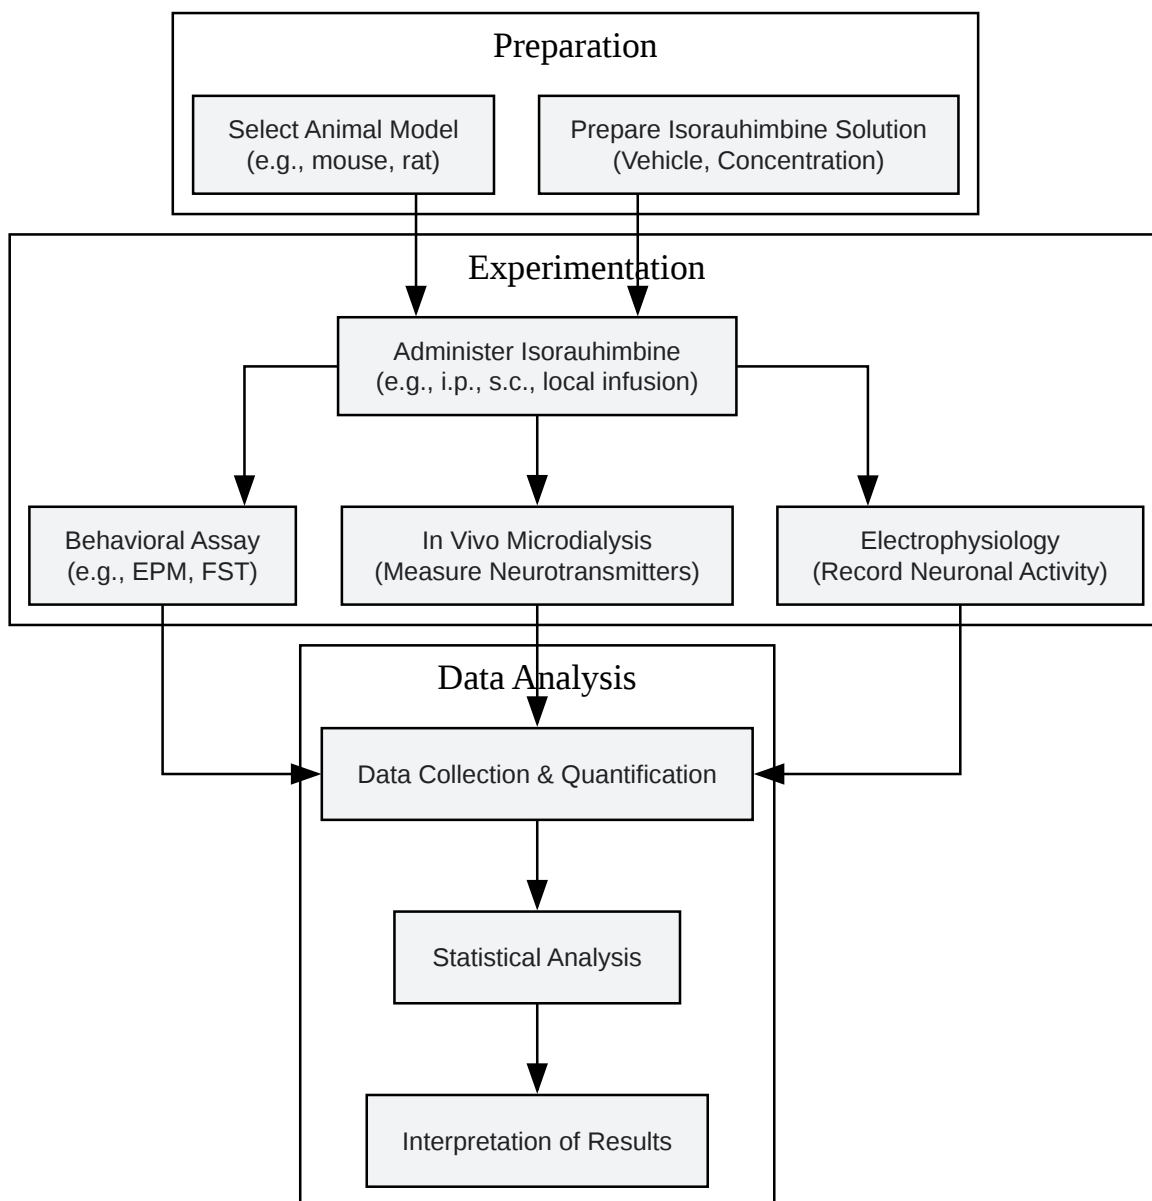 Preparation
Select Animal Model
(e.g., mouse, rat)
Prepare Isorauhimbine Solution
(Vehicle, Concentration)
Experimentation
Administer Isorauhimbine
(e.g., i.p., s.c., local infusion)
Behavioral Assay
(e.g., EPM, FST)
In Vivo Microdialysis
(Measure Neurotransmitters)
Electrophysiology
(Record Neuronal Activity)
Data Analysis
Data Collection & Quantification
Statistical Analysis
Interpretation of Results